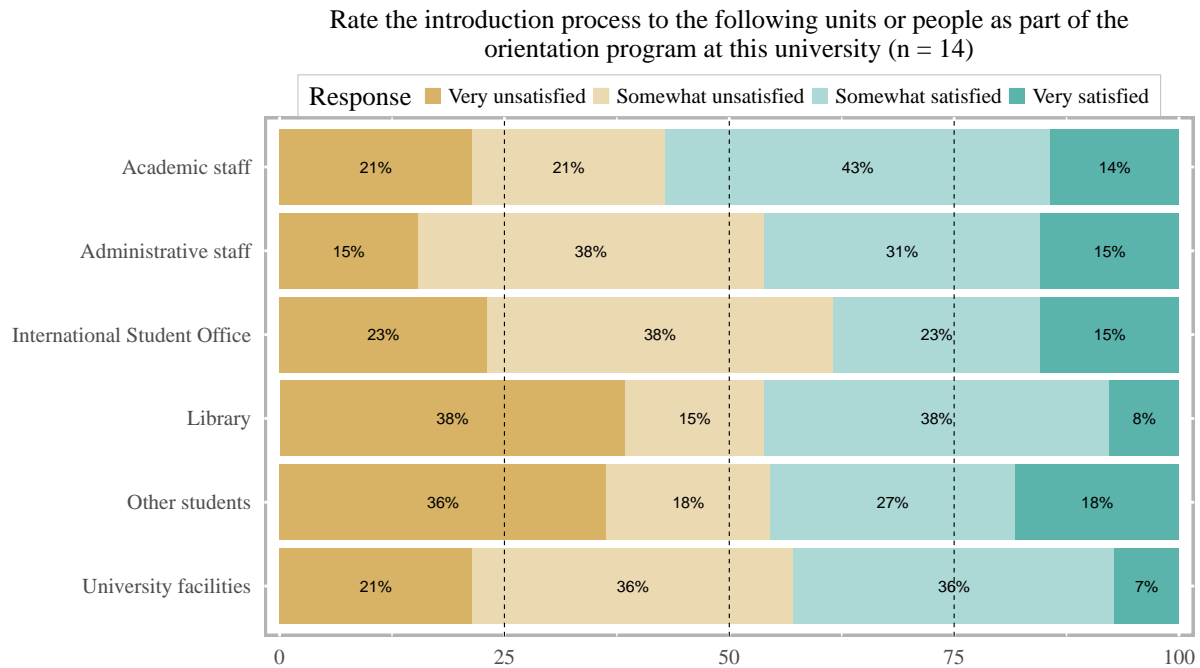 Rate the introduction process to the following units or people as part of the
orientation program at this university (n = 14)
Response Very unsatisfied Somewhat unsatisfied Somewhat satisfied Very satisfied
Academic staff 21% 21% 43% 14%
Administrative staff 15% 38% 31% 15%
International Student Office 23% 38% 23% 15%
Library 38% 15% 38% 8%
Other students 36% 18% 27% 18%
University facilities 21% 36% 36% 7%
0 25 50 75 100